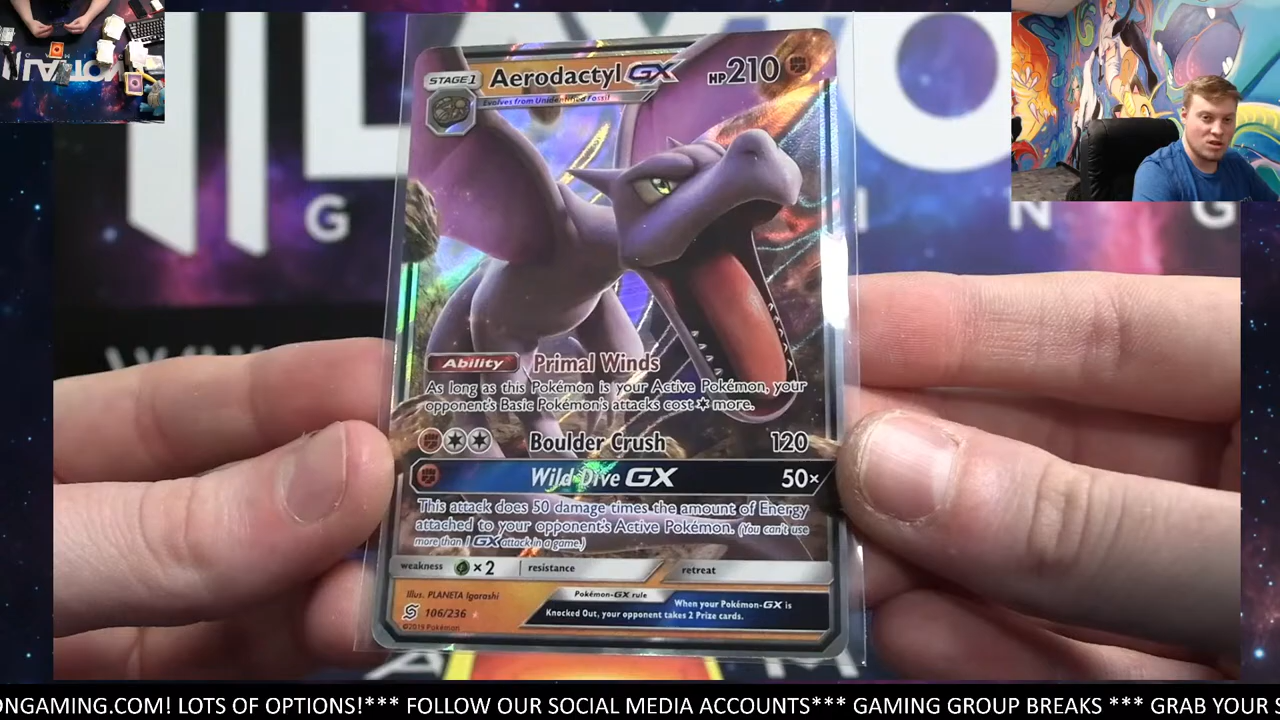 STAGE 1
Aerodactyl GX HP 210
Evolves from Unidentified Fossil
Ability Primal Winds
As long as this Pokémon is your Active Pokémon, your
opponent's Basic Pokémon's attacks cost more.
Boulder Crush 120
Wild Dive GX 50×
This attack does 50 damage times the amount of Energy
attached to your opponent's Active Pokémon. (You can't use
more than 1 GX attack in a game.)
weakness ×2 resistance retreat
Illus. PLANETA Igarashi
106/236
©2019 Pokémon
Pokémon-GX rule
When your Pokémon-GX is
Knocked Out, your opponent takes 2 Prize cards.
G
I N G
ONGAMING.COM! LOTS OF OPTIONS!*** FOLLOW OUR SOCIAL MEDIA ACCOUNTS*** GAMING GROUP BREAKS *** GRAB YOUR S